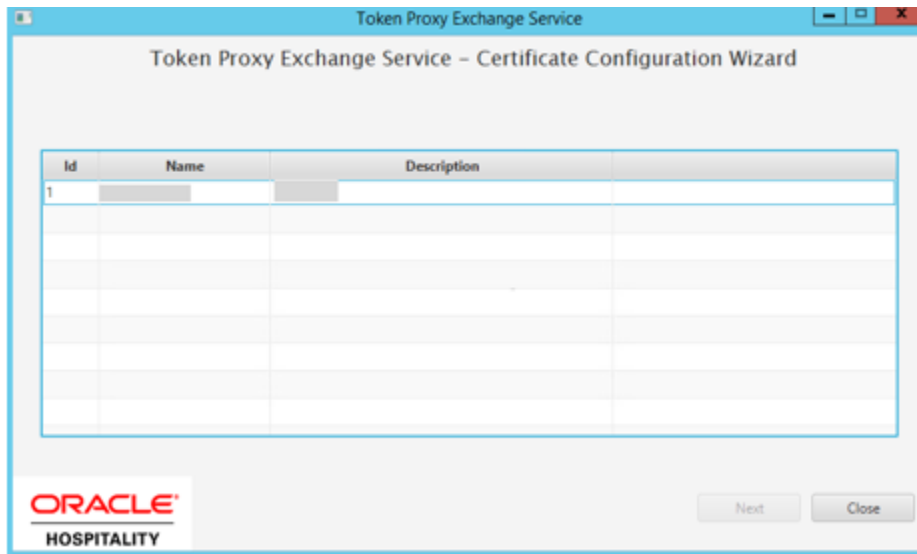 Token Proxy Exchange Service
Token Proxy Exchange Service – Certificate Configuration Wizard
Id Name Description
1
ORACLE®
HOSPITALITY
Next Close